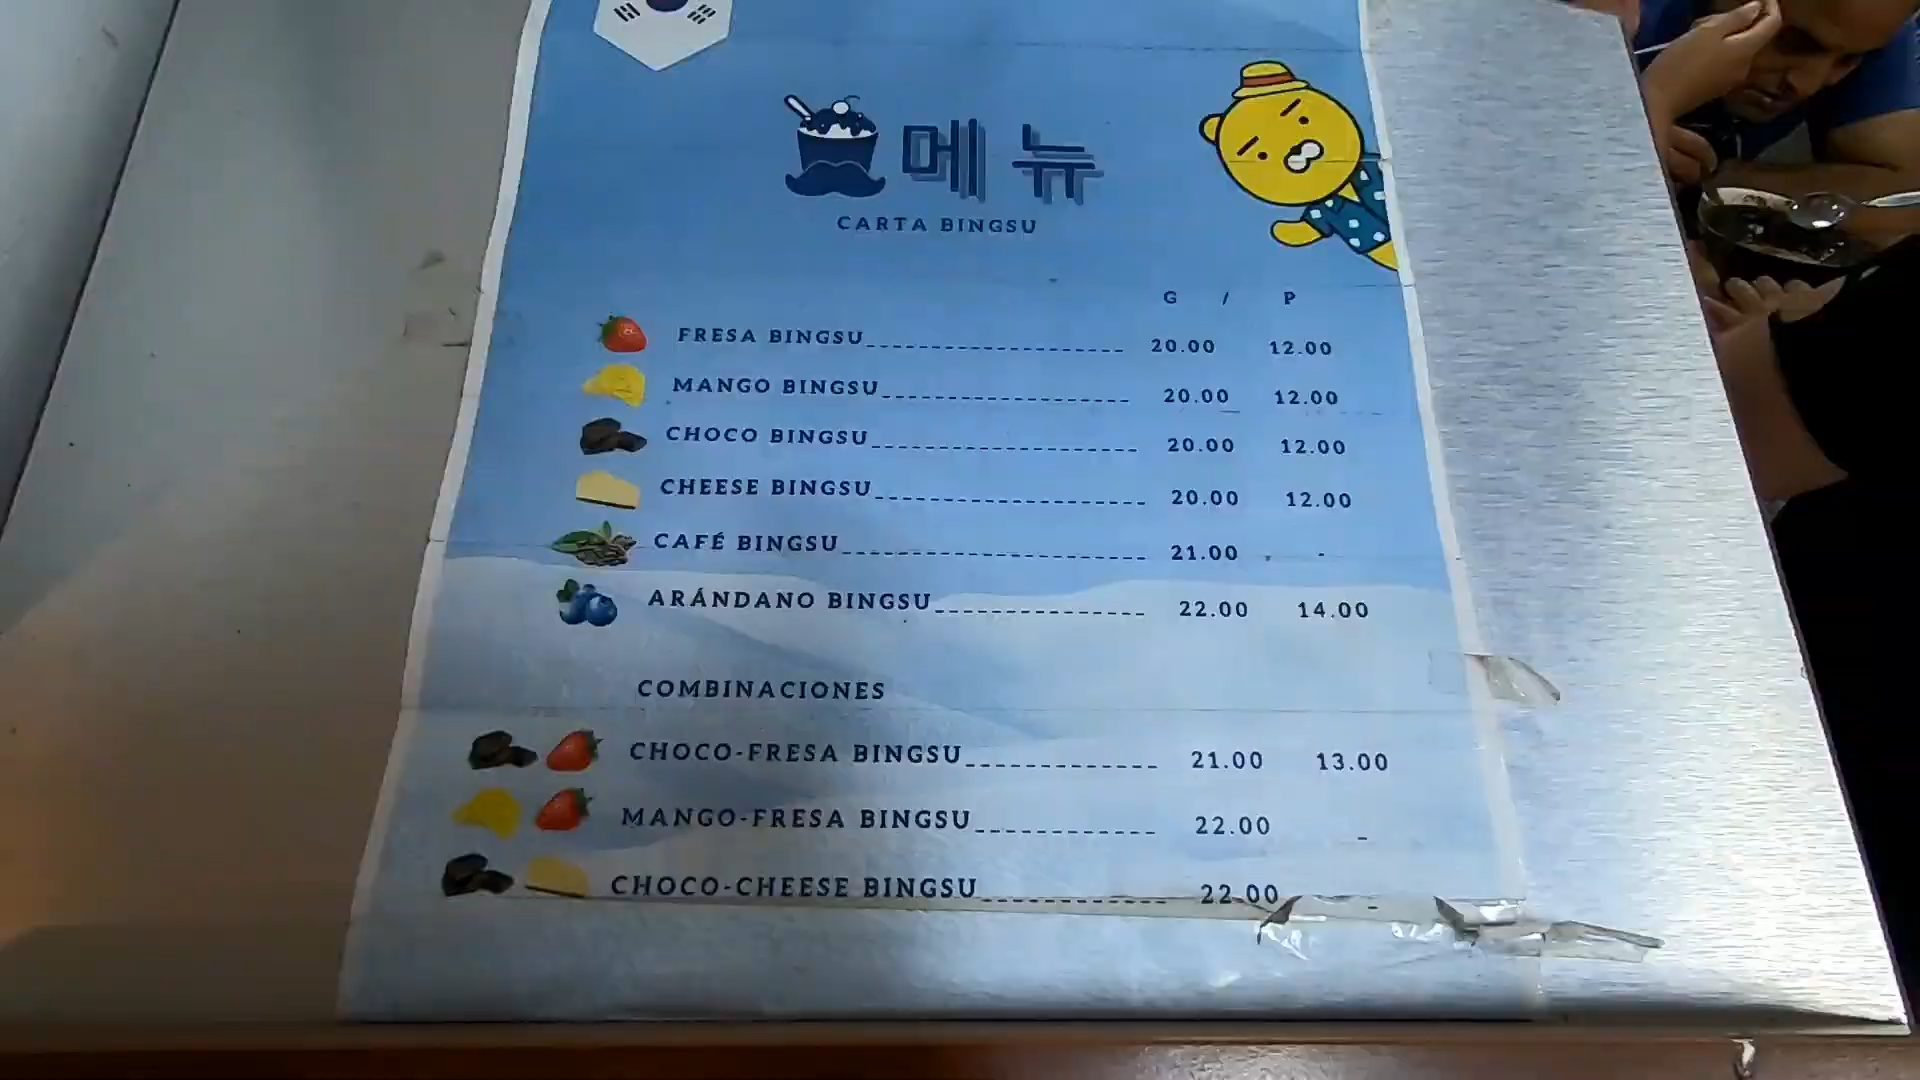 메뉴
CARTA BINGSU
G / P
FRESA BINGSU 20.00 12.00
MANGO BINGSU 20.00 12.00
CHOCO BINGSU 20.00 12.00
CHEESE BINGSU 20.00 12.00
CAFÉ BINGSU 21.00 -
ARÁNDANO BINGSU 22.00 14.00
COMBINACIONES
CHOCO-FRESA BINGSU 21.00 13.00
MANGO-FRESA BINGSU 22.00 -
CHOCO-CHEESE BINGSU 22.00 -